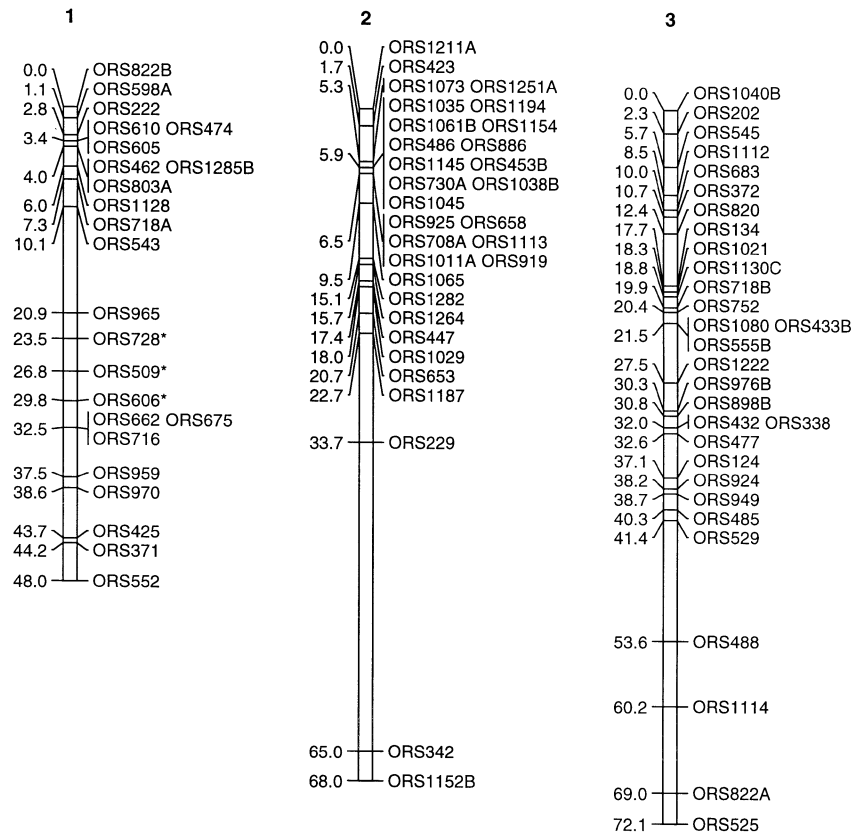 1
0.0 ORS822B
1.1 ORS598A
2.8 ORS222
3.4 ORS610 ORS474
ORS605
4.0 ORS462 ORS1285B
ORS803A
6.0 ORS1128
7.3 ORS718A
10.1 ORS543
20.9 ORS965
23.5 ORS728*
26.8 ORS509*
29.8 ORS606*
32.5 ORS662 ORS675
ORS716
37.5 ORS959
38.6 ORS970
43.7 ORS425
44.2 ORS371
48.0 ORS552
2
0.0 ORS1211A
1.7 ORS423
5.3 ORS1073 ORS1251A
ORS1035 ORS1194
ORS1061B ORS1154
5.9 ORS486 ORS886
ORS1145 ORS453B
ORS730A ORS1038B
ORS1045
ORS925 ORS658
6.5 ORS708A ORS1113
ORS1011A ORS919
9.5 ORS1065
15.1 ORS1282
15.7 ORS1264
17.4 ORS447
18.0 ORS1029
20.7 ORS653
22.7 ORS1187
33.7 ORS229
65.0 ORS342
68.0 ORS1152B
3
0.0 ORS1040B
2.3 ORS202
5.7 ORS545
8.5 ORS1112
10.0 ORS683
10.7 ORS372
12.4 ORS820
17.7 ORS134
18.3 ORS1021
18.8 ORS1130C
19.9 ORS718B
20.4 ORS752
21.5 ORS1080 ORS433B
ORS555B
27.5 ORS1222
30.3 ORS976B
30.8 ORS898B
32.0 ORS432 ORS338
32.6 ORS477
37.1 ORS124
38.2 ORS924
38.7 ORS949
40.3 ORS485
41.4 ORS529
53.6 ORS488
60.2 ORS1114
69.0 ORS822A
72.1 ORS525